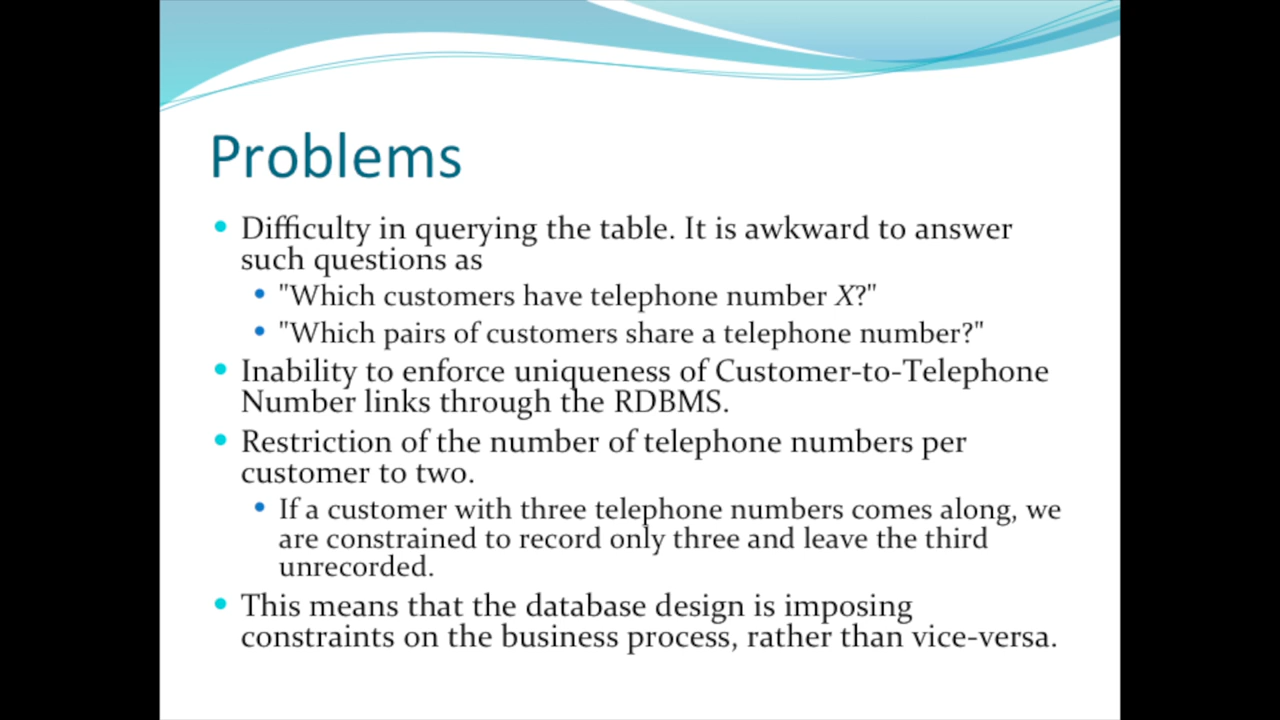 Problems
Difficulty in querying the table. It is awkward to answer
such questions as
"Which customers have telephone number X?"
"Which pairs of customers share a telephone number?"
Inability to enforce uniqueness of Customer-to-Telephone
Number links through the RDBMS.
Restriction of the number of telephone numbers per
customer to two.
If a customer with three telephone numbers comes along, we
are constrained to record only three and leave the third
unrecorded.
This means that the database design is imposing
constraints on the business process, rather than vice-versa.